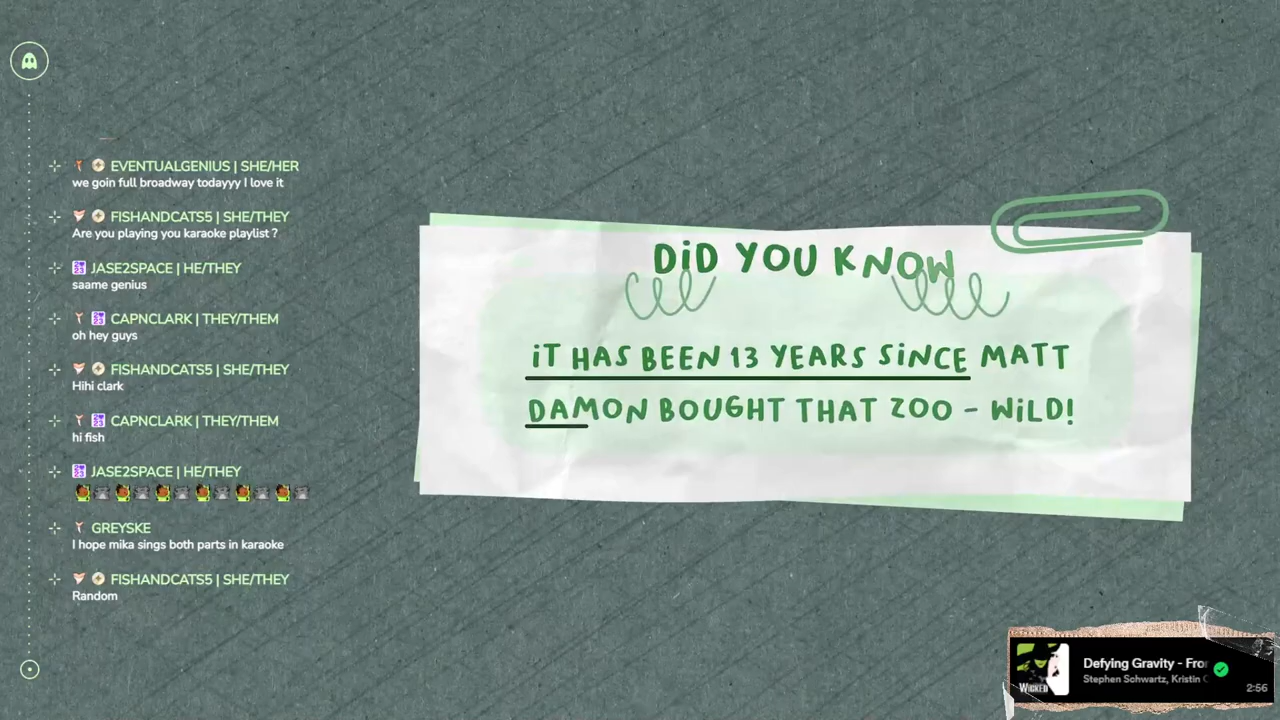 EVENTUALGENIUS | SHE/HER
we goin full broadway todayyy I love it
FISHANDCATS5 | SHE/THEY
Are you playing you karaoke playlist ?
JASE2SPACE | HE/THEY
saame genius
CAPNCLARK | THEY/THEM
oh hey guys
FISHANDCATS5 | SHE/THEY
Hihi clark
CAPNCLARK | THEY/THEM
hi fish
JASE2SPACE | HE/THEY
GREYSKE
I hope mika sings both parts in karaoke
FISHANDCATS5 | SHE/THEY
Random
DiD YOU KNOW
iT HAS BEEN 13 YEARS SiNCE MATT
DAMON BOUGHT THAT ZOO - WiLD!
WICKED
Defying Gravity - Fro
Stephen Schwartz, Kristin
2:56